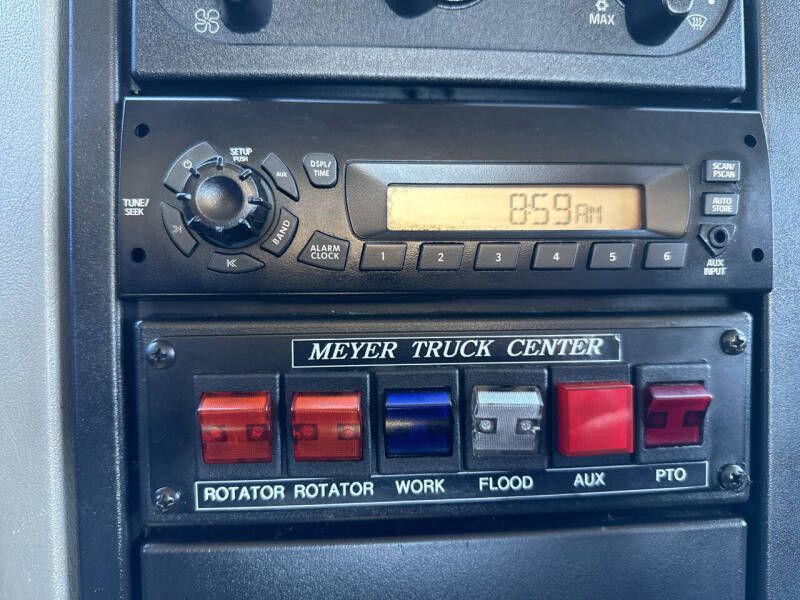 MAX
SETUP
PUSH
DSPL/
TIME
AUX
TUNE/
SEEK
BAND
ALARM
CLOCK
8:59AM
1 2 3 4 5 6
SCAN/
PSCAN
AUTO
STORE
AUX
INPUT
MEYER TRUCK CENTER
ROTATOR ROTATOR WORK FLOOD AUX PTO